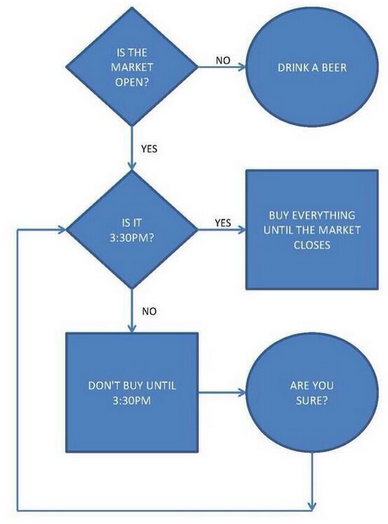 IS THE
MARKET
OPEN?
NO
DRINK A BEER
YES
IS IT
3:30PM?
YES
BUY EVERYTHING
UNTIL THE MARKET
CLOSES
NO
DON'T BUY UNTIL
3:30PM
ARE YOU
SURE?